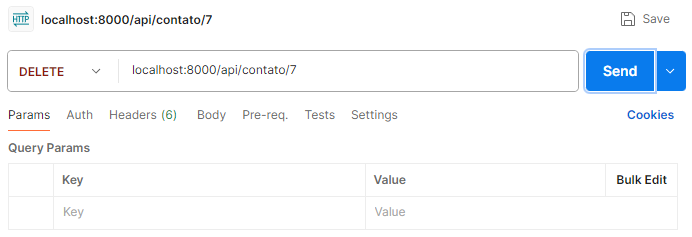 HTTP localhost:8000/api/contato/7 Save
DELETE localhost:8000/api/contato/7 Send
Params Auth Headers (6) Body Pre-req. Tests Settings Cookies
Query Params
Key Value Bulk Edit
Key Value